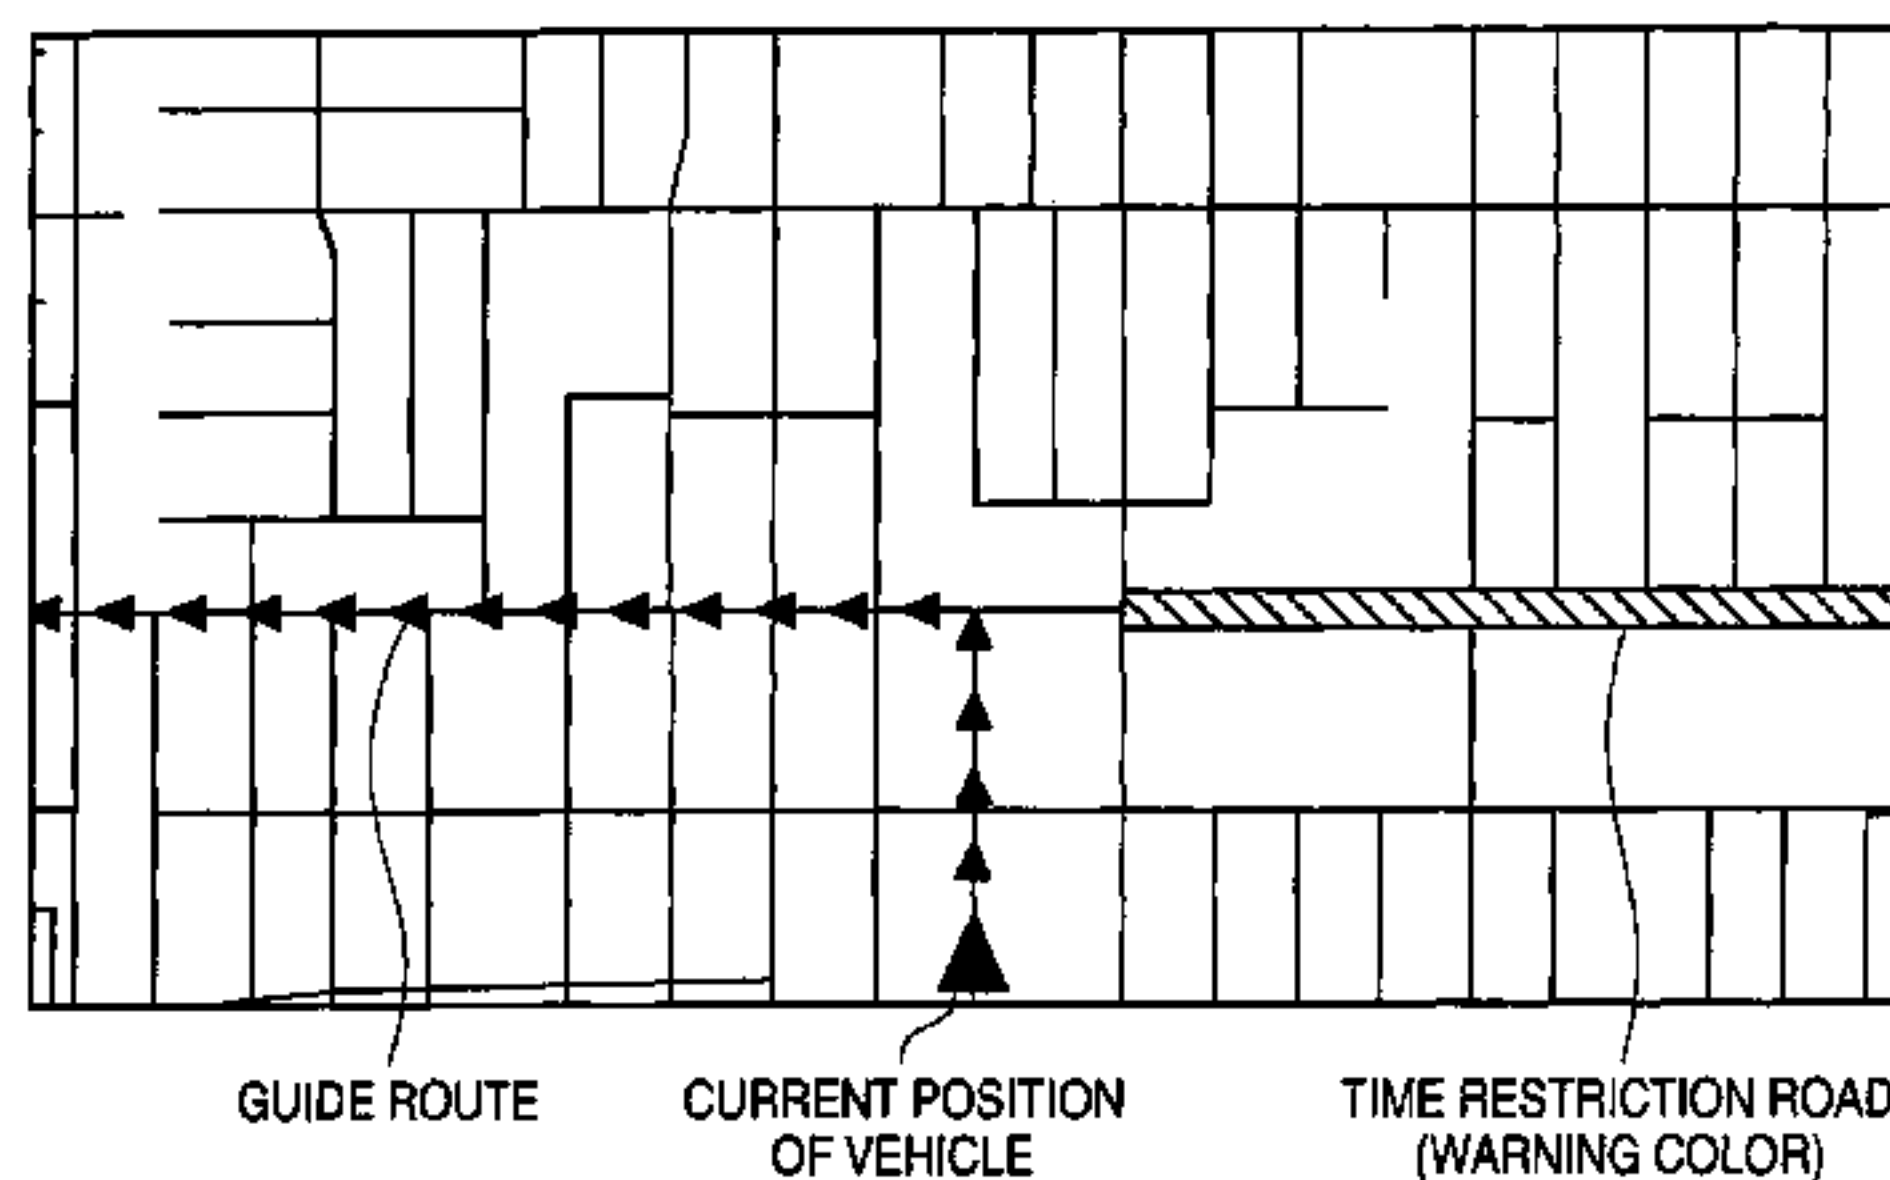 GUIDE ROUTE
CURRENT POSITION
OF VEHICLE
TIME RESTRICTION ROAD
(WARNING COLOR)